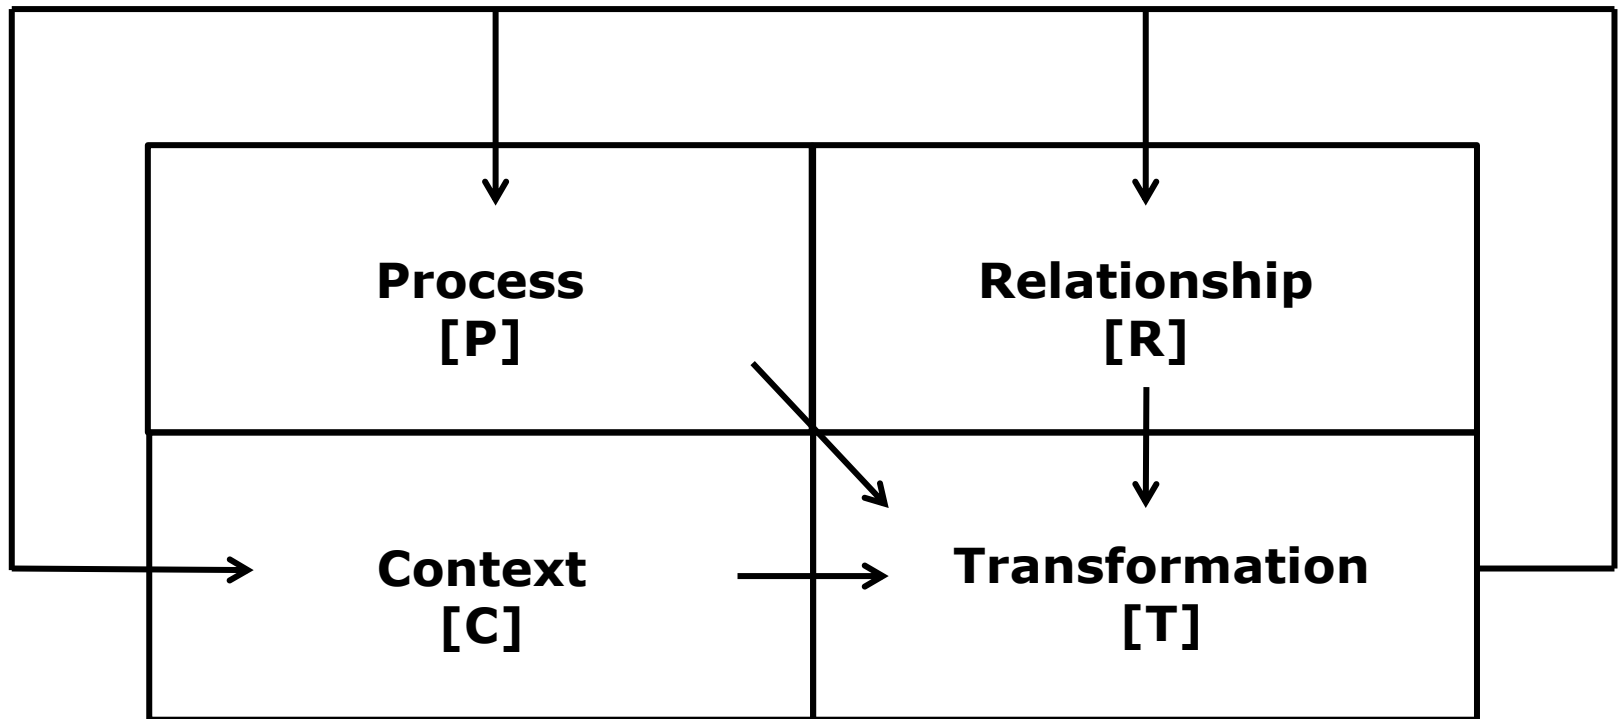 Process
[P]
Relationship
[R]
Context
[C]
Transformation
[T]